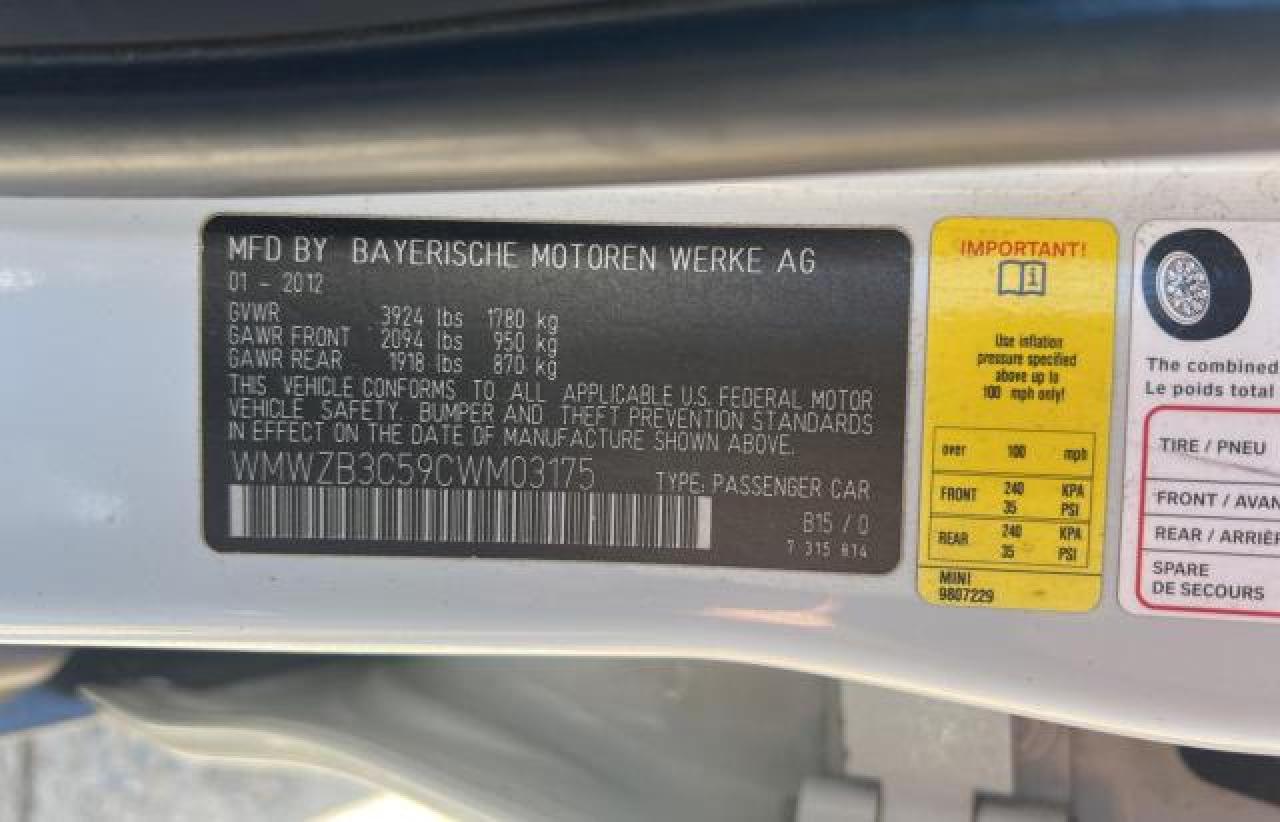 MFD BY BAYERISCHE MOTOREN WERKE AG
01 - 2012
GVWR 3924 lbs 1780 kg
GAWR FRONT 2094 lbs 950 kg
GAWR REAR 1918 lbs 870 kg
THIS VEHICLE CONFORMS TO ALL APPLICABLE U.S. FEDERAL MOTOR
VEHICLE SAFETY, BUMPER AND THEFT PREVENTION STANDARDS
IN EFFECT ON THE DATE OF MANUFACTURE SHOWN ABOVE.
WMWZB3C59CWM03175 TYPE: PASSENGER CAR
B15 / 0
7 315 814
IMPORTANT!
i
Use inflation
pressure specified
above up to
100 mph only!
over 100 mph
FRONT 240 KPA
35 PSI
REAR 240 KPA
35 PSI
MINI
9807229
The combined
Le poids total
TIRE / PNEU
FRONT / AVAN
REAR / ARRIÈR
SPARE
DE SECOURS